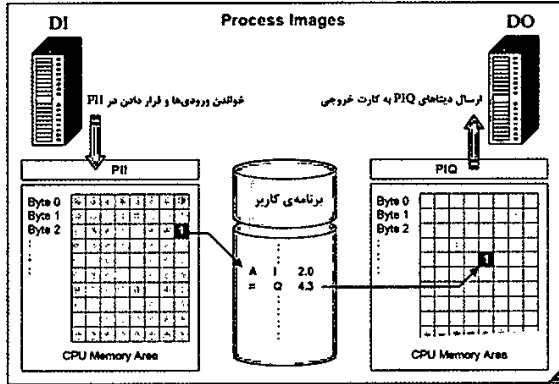 Process Images
DI
DO
خواندن ورودی‌ها و قرار دادن در PII
ارسال دیتاهای PIQ به کارت خروجی
PII
PIQ
Byte 0
Byte 1
Byte 2
1
CPU Memory Area
برنامه‌ی کاربر
A I 2.0
= Q 4.3
Byte 0
Byte 1
Byte 2
1
CPU Memory Area